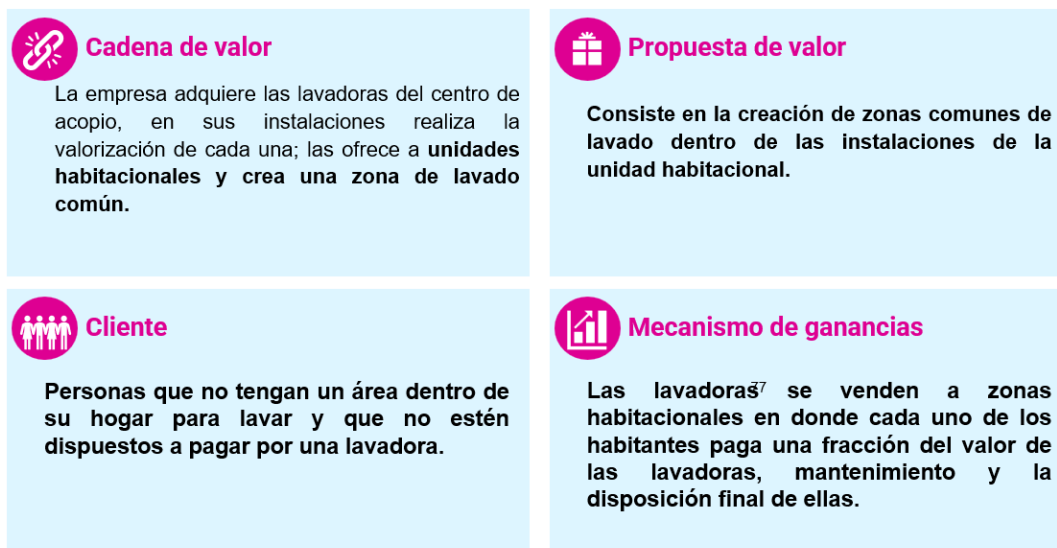 Cadena de valor
La empresa adquiere las lavadoras del centro de
acopio, en sus instalaciones realiza la
valorización de cada una; las ofrece a unidades
habitacionales y crea una zona de lavado
común.
Propuesta de valor
Consiste en la creación de zonas comunes de
lavado dentro de las instalaciones de la
unidad habitacional.
Cliente
Personas que no tengan un área dentro de
su hogar para lavar y que no estén
dispuestos a pagar por una lavadora.
Mecanismo de ganancias
Las lavadoras37 se venden a zonas
habitacionales en donde cada uno de los
habitantes paga una fracción del valor de
las lavadoras, mantenimiento y la
disposición final de ellas.